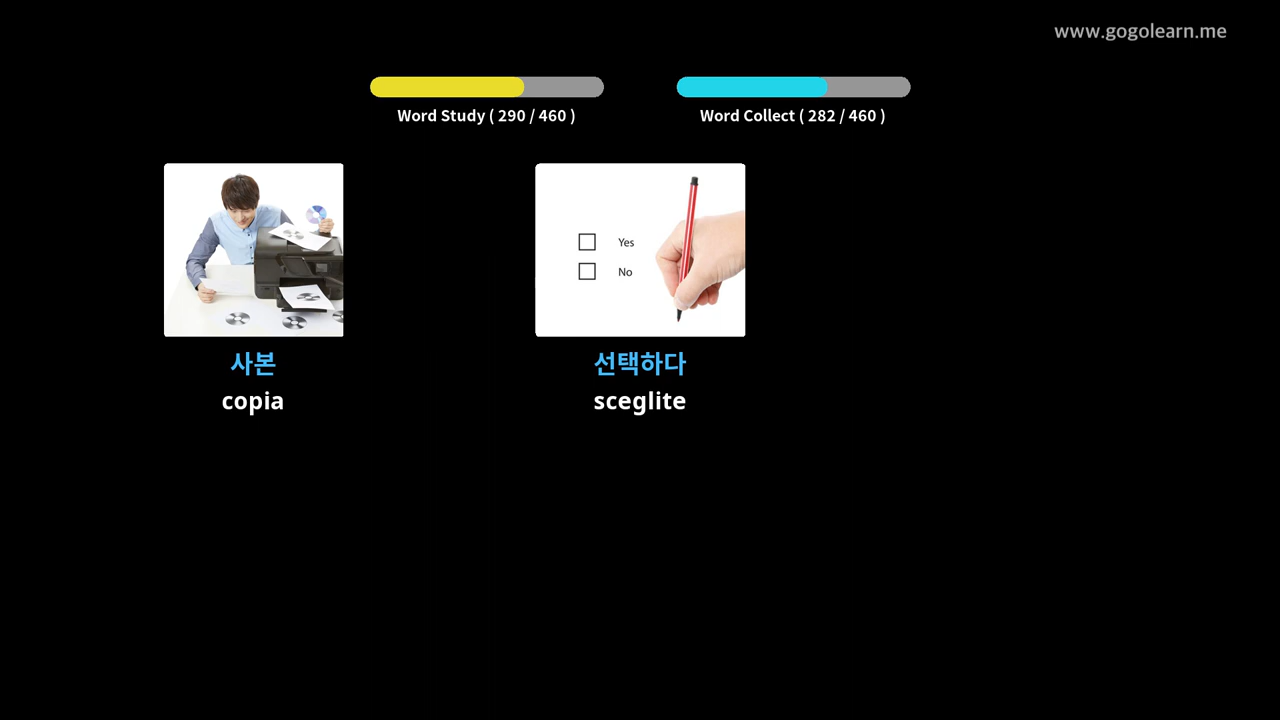 www.gogolearn.me
Word Study ( 290 / 460 )
Word Collect ( 282 / 460 )
Yes
No
사본
copia
선택하다
sceglite